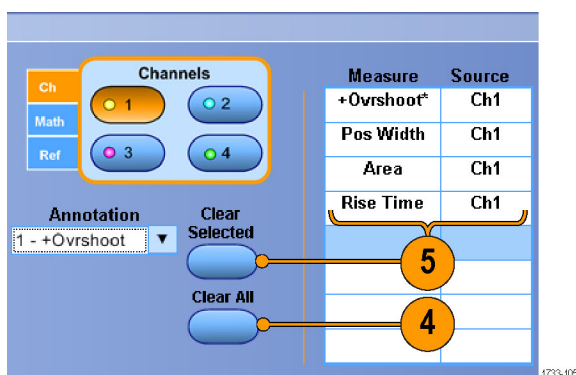 Ch
Math
Ref
Channels
1
2
3
4
Annotation
1 - +Ovrshoot
Clear
Selected
Clear All
Measure Source
+Ovrshoot* Ch1
Pos Width Ch1
Area Ch1
Rise Time Ch1
5
4